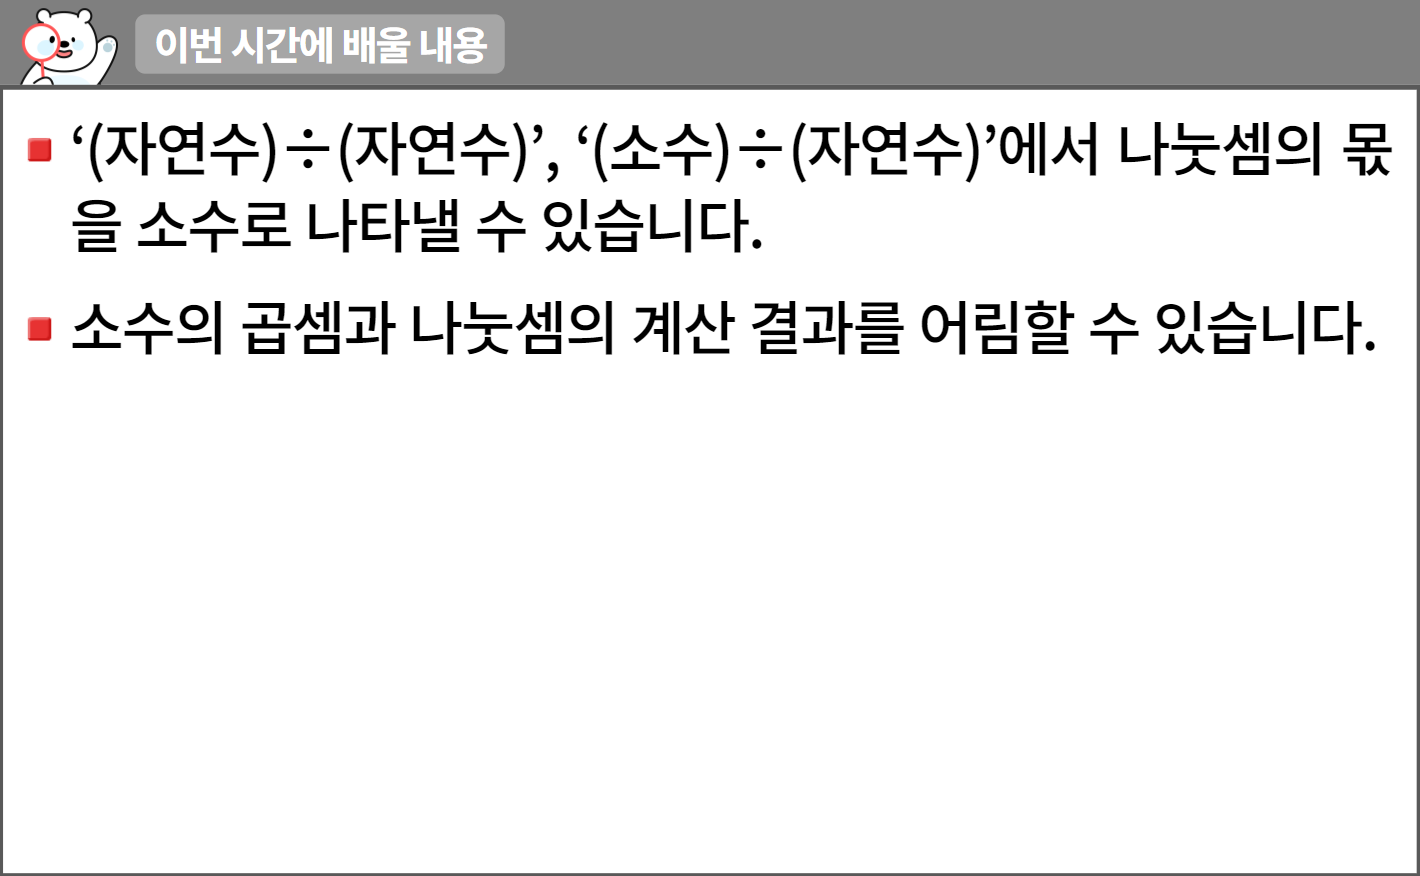 이번 시간에 배울 내용
‘(자연수)÷(자연수)’, ‘(소수)÷(자연수)’에서 나눗셈의 몫
을 소수로 나타낼 수 있습니다.
소수의 곱셈과 나눗셈의 계산 결과를 어림할 수 있습니다.